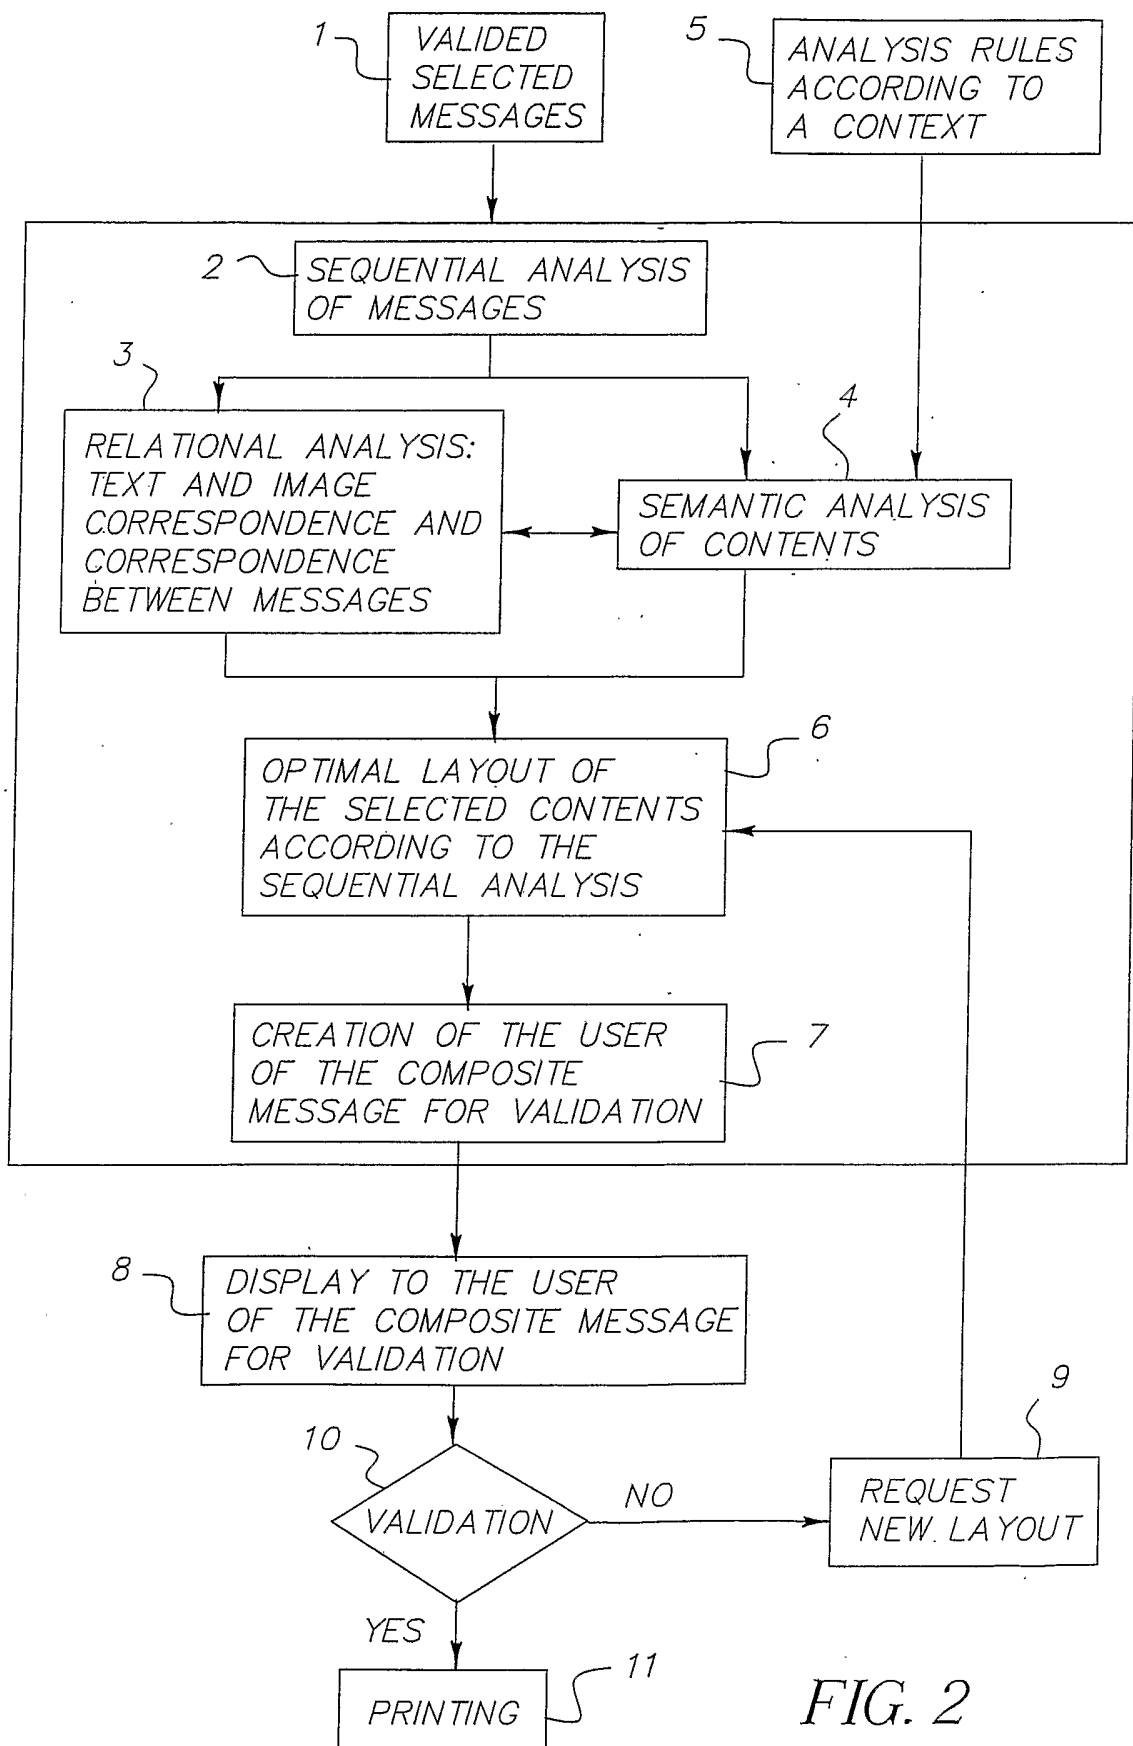 1
VALIDED
SELECTED
MESSAGES
5
ANALYSIS RULES
ACCORDING TO
A CONTEXT
2
SEQUENTIAL ANALYSIS
OF MESSAGES
3
RELATIONAL ANALYSIS:
TEXT AND IMAGE
CORRESPONDENCE AND
CORRESPONDENCE
BETWEEN MESSAGES
4
SEMANTIC ANALYSIS
OF CONTENTS
6
OPTIMAL LAYOUT OF
THE SELECTED CONTENTS
ACCORDING TO THE
SEQUENTIAL ANALYSIS
7
CREATION OF THE USER
OF THE COMPOSITE
MESSAGE FOR VALIDATION
8
DISPLAY TO THE USER
OF THE COMPOSITE MESSAGE
FOR VALIDATION
9
REQUEST
NEW LAYOUT
10
VALIDATION
NO
YES
11
PRINTING
FIG. 2